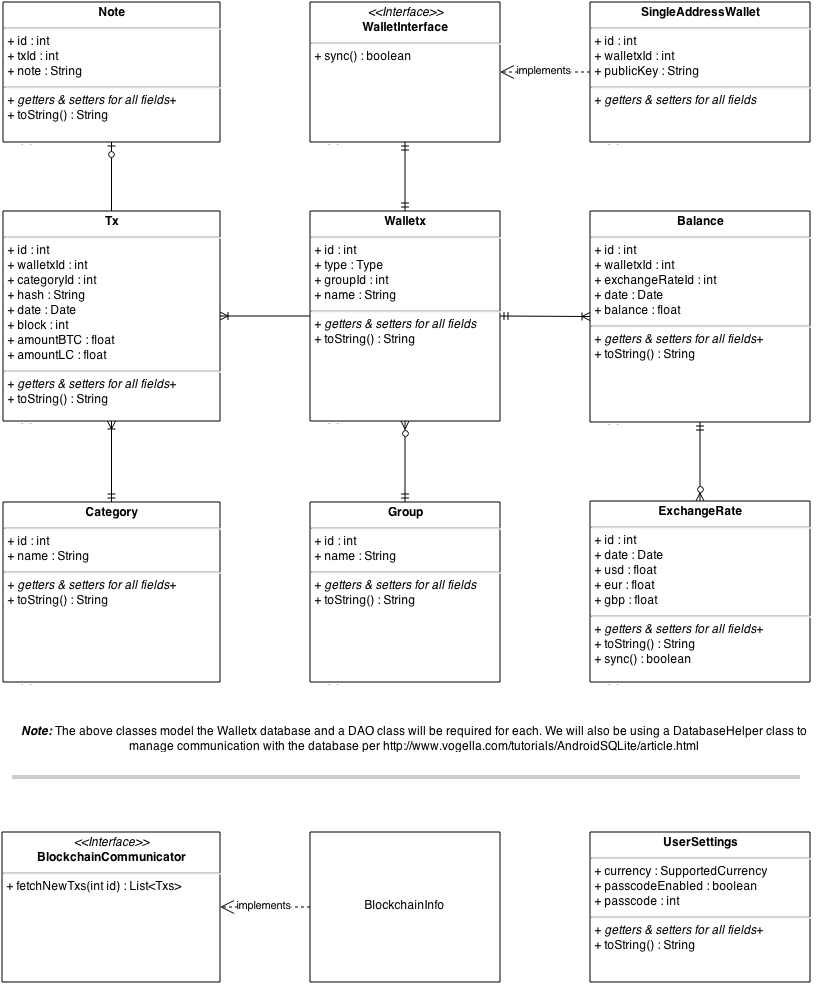 Note
+ id : int
+ txId : int
+ note : String
+ getters & setters for all fields+
+ toString() : String
<<Interface>>
WalletInterface
+ sync() : boolean
implements
SingleAddressWallet
+ id : int
+ walletxId : int
+ publicKey : String
+ getters & setters for all fields
Tx
+ id : int
+ walletxId : int
+ categoryId : int
+ hash : String
+ date : Date
+ block : int
+ amountBTC : float
+ amountLC : float
+ getters & setters for all fields+
+ toString() : String
Walletx
+ id : int
+ type : Type
+ groupId : int
+ name : String
+ getters & setters for all fields
+ toString() : String
Balance
+ id : int
+ walletxId : int
+ exchangeRateId : int
+ date : Date
+ balance : float
+ getters & setters for all fields+
+ toString() : String
Category
+ id : int
+ name : String
+ getters & setters for all fields+
+ toString() : String
Group
+ id : int
+ name : String
+ getters & setters for all fields
+ toString() : String
ExchangeRate
+ id : int
+ date : Date
+ usd : float
+ eur : float
+ gbp : float
+ getters & setters for all fields+
+ toString() : String
+ sync() : boolean
Note: The above classes model the Walletx database and a DAO class will be required for each. We will also be using a DatabaseHelper class to
manage communication with the database per http://www.vogella.com/tutorials/AndroidSQLite/article.html
<<Interface>>
BlockchainCommunicator
+ fetchNewTxs(int id) : List<Txs>
implements
BlockchainInfo
UserSettings
+ currency : SupportedCurrency
+ passcodeEnabled : boolean
+ passcode : int
+ getters & setters for all fields+
+ toString() : String